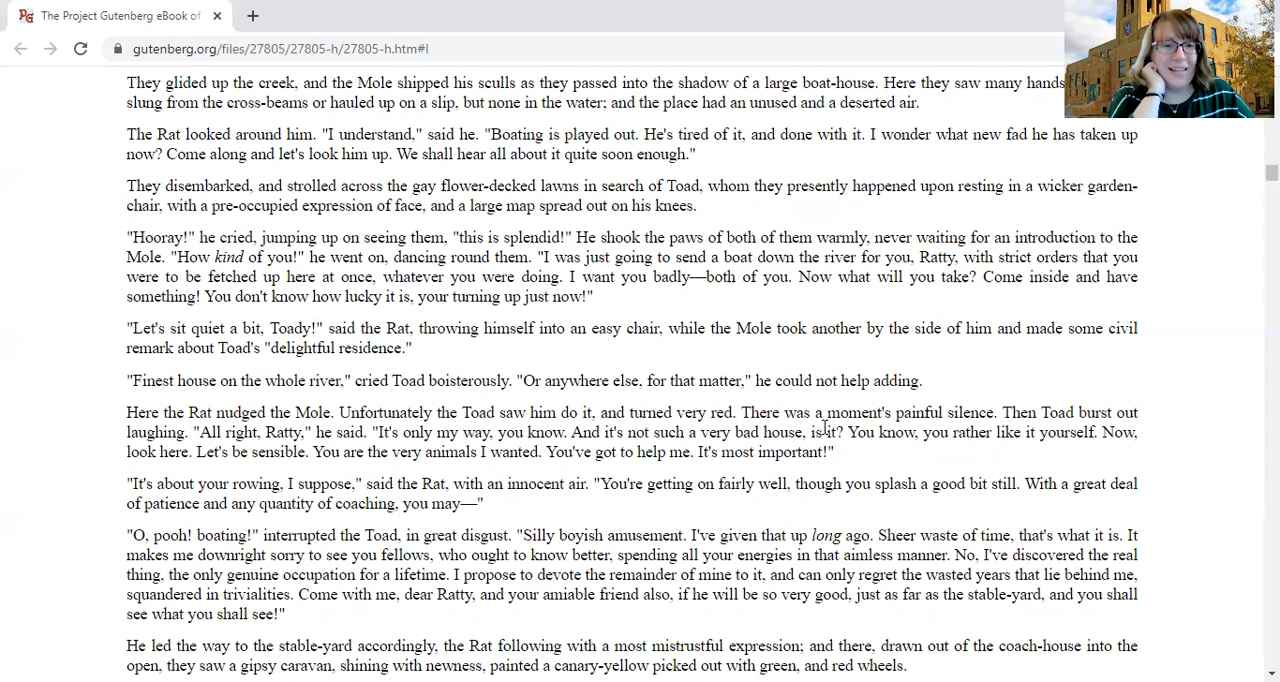 The Project Gutenberg eBook of
gutenberg.org/files/27805/27805-h/27805-h.htm#I
They glided up the creek, and the Mole shipped his sculls as they passed into the shadow of a large boat-house. Here they saw many hands
slung from the cross-beams or hauled up on a slip, but none in the water; and the place had an unused and a deserted air.
The Rat looked around him. "I understand," said he. "Boating is played out. He's tired of it, and done with it. I wonder what new fad he has taken up
now? Come along and let's look him up. We shall hear all about it quite soon enough."
They disembarked, and strolled across the gay flower-decked lawns in search of Toad, whom they presently happened upon resting in a wicker garden-
chair, with a pre-occupied expression of face, and a large map spread out on his knees.
"Hooray!" he cried, jumping up on seeing them, "this is splendid!" He shook the paws of both of them warmly, never waiting for an introduction to the
Mole. "How kind of you!" he went on, dancing round them. "I was just going to send a boat down the river for you, Ratty, with strict orders that you
were to be fetched up here at once, whatever you were doing. I want you badly—both of you. Now what will you take? Come inside and have
something! You don't know how lucky it is, your turning up just now!"
"Let's sit quiet a bit, Toady!" said the Rat, throwing himself into an easy chair, while the Mole took another by the side of him and made some civil
remark about Toad's "delightful residence."
"Finest house on the whole river," cried Toad boisterously. "Or anywhere else, for that matter," he could not help adding.
Here the Rat nudged the Mole. Unfortunately the Toad saw him do it, and turned very red. There was a moment's painful silence. Then Toad burst out
laughing. "All right, Ratty," he said. "It's only my way, you know. And it's not such a very bad house, is it? You know, you rather like it yourself. Now,
look here. Let's be sensible. You are the very animals I wanted. You've got to help me. It's most important!"
"It's about your rowing, I suppose," said the Rat, with an innocent air. "You're getting on fairly well, though you splash a good bit still. With a great deal
of patience and any quantity of coaching, you may—"
"O, pooh! boating!" interrupted the Toad, in great disgust. "Silly boyish amusement. I've given that up long ago. Sheer waste of time, that's what it is. It
makes me downright sorry to see you fellows, who ought to know better, spending all your energies in that aimless manner. No, I've discovered the real
thing, the only genuine occupation for a lifetime. I propose to devote the remainder of mine to it, and can only regret the wasted years that lie behind me,
squandered in trivialities. Come with me, dear Ratty, and your amiable friend also, if he will be so very good, just as far as the stable-yard, and you shall
see what you shall see!"
He led the way to the stable-yard accordingly, the Rat following with a most mistrustful expression; and there, drawn out of the coach-house into the
open, they saw a gipsy caravan, shining with newness, painted a canary-yellow picked out with green, and red wheels.